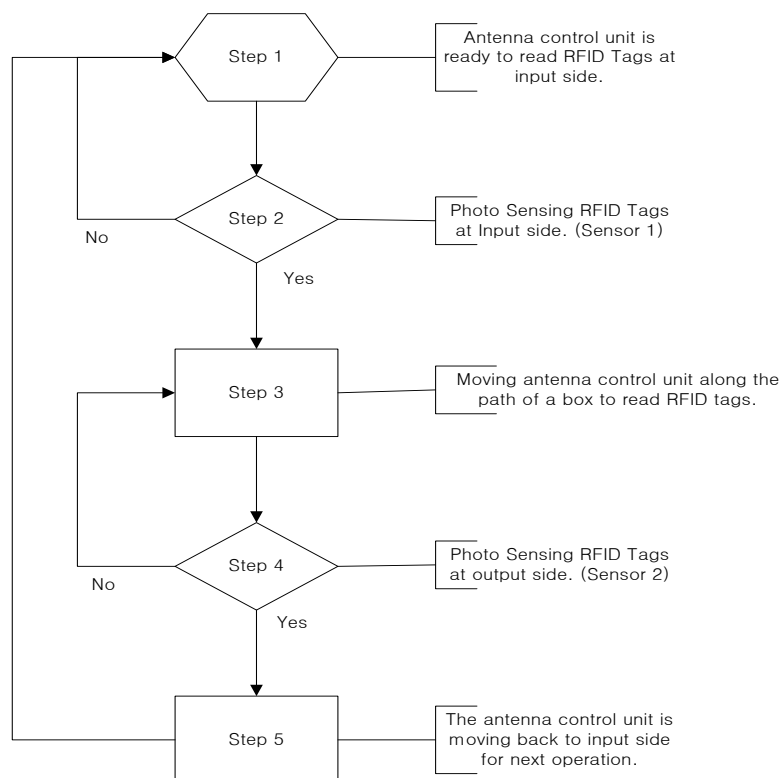 Step 1
Antenna control unit is
ready to read RFID Tags at
input side.
Step 2
Photo Sensing RFID Tags
at Input side. (Sensor 1)
No
Yes
Step 3
Moving antenna control unit along the
path of a box to read RFID tags.
Step 4
Photo Sensing RFID Tags
at output side. (Sensor 2)
No
Yes
Step 5
The antenna control unit is
moving back to input side
for next operation.